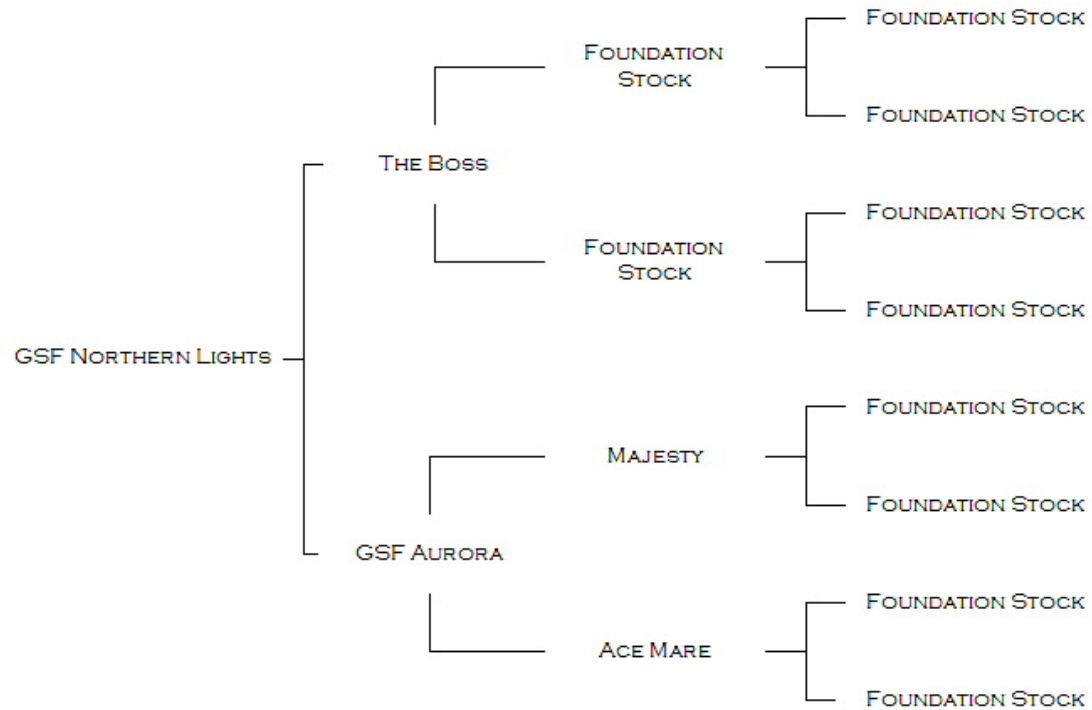 Foundation Stock
Foundation
Stock
Foundation Stock
The Boss
Foundation Stock
Foundation
Stock
Foundation Stock
GSF Northern Lights
Foundation Stock
Majesty
Foundation Stock
GSF Aurora
Foundation Stock
Ace Mare
Foundation Stock